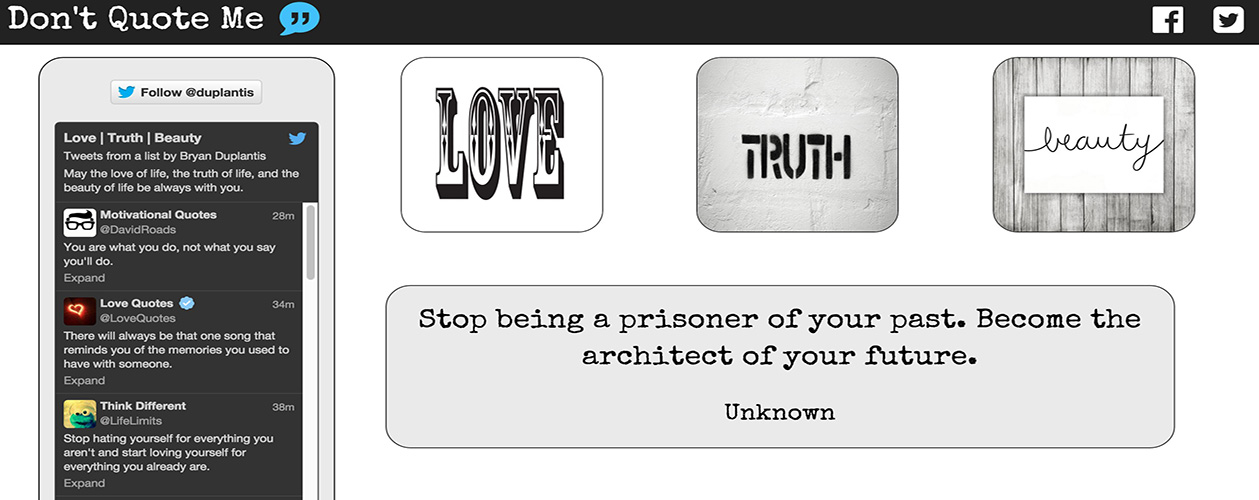 Don't Quote Me
Follow @duplantis
Love | Truth | Beauty
Tweets from a list by Bryan Duplantis
May the love of life, the truth of life, and the
beauty of life be always with you.
Motivational Quotes 28m
@DavidRoads
You are what you do, not what you say
you'll do.
Expand
Love Quotes 34m
@LoveQuotes
There will always be that one song that
reminds you of the memories you used to
have with someone.
Expand
Think Different 38m
@LifeLimits
Stop hating yourself for everything you
aren't and start loving yourself for
everything you already are.
Expand
LOVE
TRUTH
beauty
Stop being a prisoner of your past. Become the
architect of your future.
Unknown